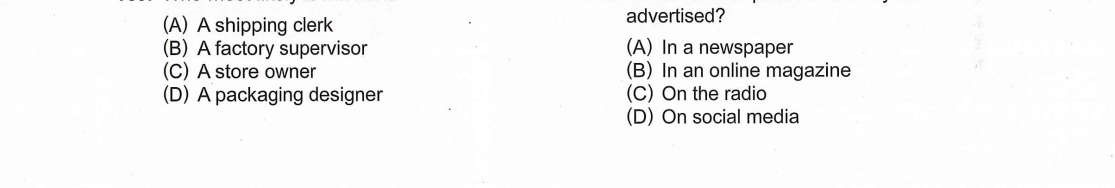 (A) A shipping clerk
(B) A factory supervisor
(C) A store owner
(D) A packaging designer
advertised?
(A) In a newspaper
(B) In an online magazine
(C) On the radio
(D) On social media